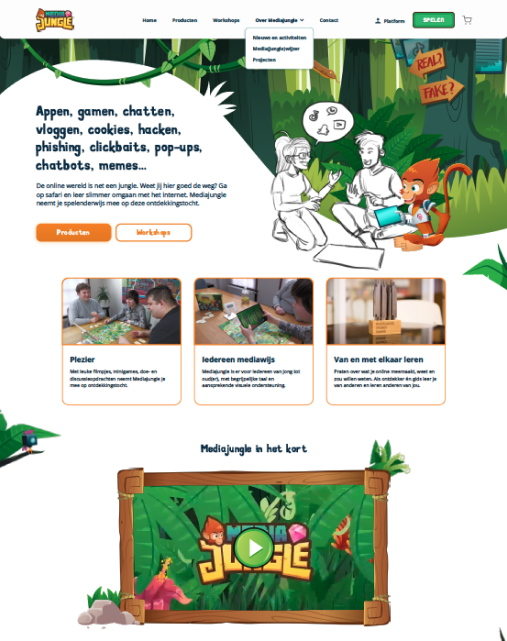 MEDIA
JUNGLE
Home
Producten
Workshops
Over Mediajungle
Contact
Platform
SPELEN
Nieuws en activiteiten
Mediajungle(zw)ijzer
Projecten
REAL?
FAKE?
Appen, gamen, chatten,
vloggen, cookies, hacken,
phishing, clickbaits, pop-ups,
chatbots, memes...
De online wereld is net een jungle. Weet jij hier goed de weg? Ga
op safari en leer slimmer omgaan met het internet. Mediajungle
neemt je spelenderwijs mee op deze ontdekkingstocht.
Producten
Workshops
Plezier
Met leuke filmpjes, minigames, doe- en
discussieopdrachten neemt Mediajungle je
mee op ontdekkingstocht.
Iedereen mediawijs
Mediajungle is er voor iedereen van jong tot
oud(er), met begrijpelijke taal en
aansprekende visuele ondersteuning.
Van en met elkaar leren
Praten over wat je online meemaakt, weet en
zou willen weten. Als ontdekker én gids leer je
van anderen en leren anderen van jou.
Mediajungle in het kort
MEDIA
JUNGLE